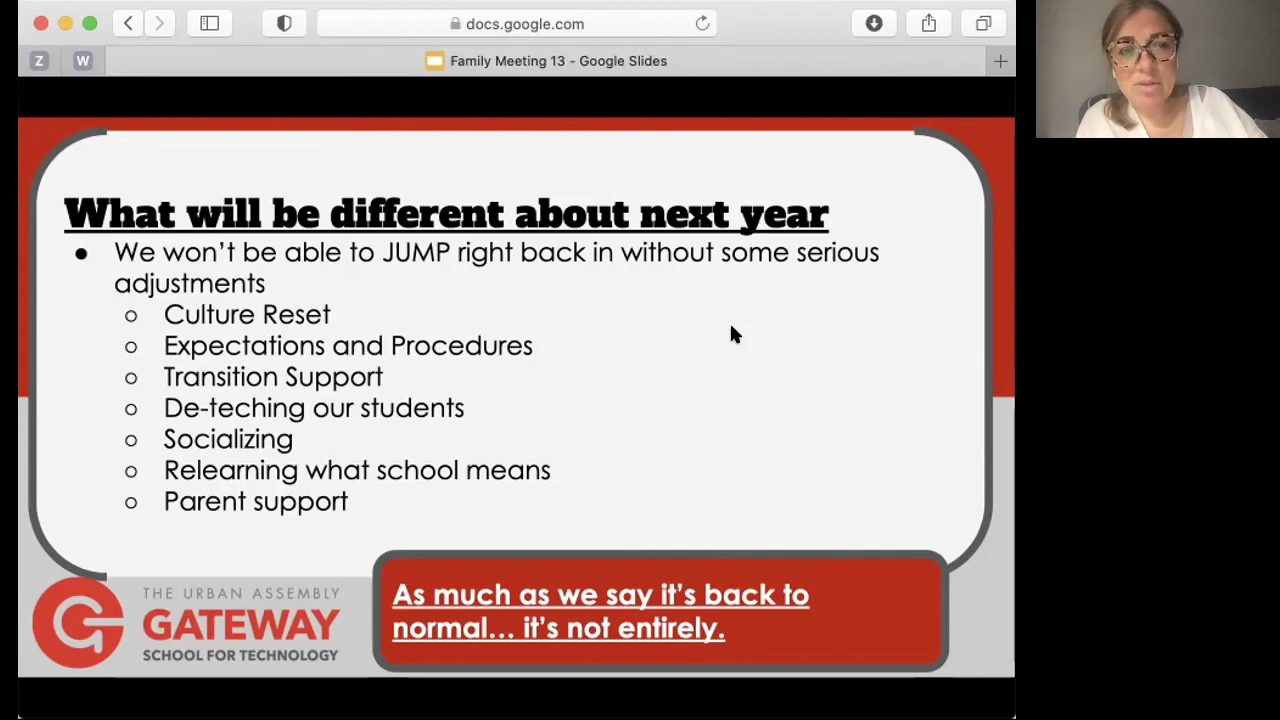 docs.google.com
Z
W
Family Meeting 13 - Google Slides
What will be different about next year
● We won't be able to JUMP right back in without some serious
adjustments
○ Culture Reset
○ Expectations and Procedures
○ Transition Support
○ De-teching our students
○ Socializing
○ Relearning what school means
○ Parent support
THE URBAN ASSEMBLY
GATEWAY
SCHOOL FOR TECHNOLOGY
As much as we say it's back to
normal... it's not entirely.